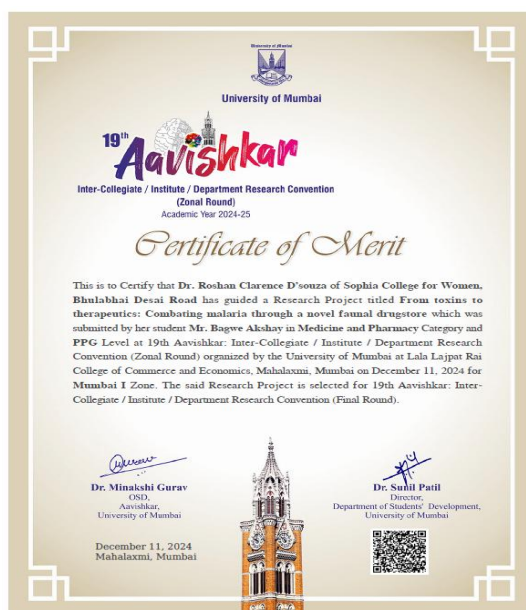 University of Mumbai
University of Mumbai
19th
Aavishkar
Inter-Collegiate / Institute / Department Research Convention
(Zonal Round)
Academic Year 2024-25
Certificate of Merit
This is to Certify that Dr. Roshan Clarence D'souza of Sophia College for Women,
Bhulabhai Desai Road has guided a Research Project titled From toxins to
therapeutics: Combating malaria through a novel faunal drugstore which was
submitted by her student Mr. Bagwe Akshay in Medicine and Pharmacy Category and
PPG Level at 19th Aavishkar: Inter-Collegiate / Institute / Department Research
Convention (Zonal Round) organized by the University of Mumbai at Lala Lajpat Rai
College of Commerce and Economics, Mahalaxmi, Mumbai on December 11, 2024 for
Mumbai I Zone. The said Research Project is selected for 19th Aavishkar: Inter-
Collegiate / Institute / Department Research Convention (Final Round).
Dr. Minakshi Gurav
OSD,
Aavishkar,
University of Mumbai
Dr. Sunil Patil
Director,
Department of Students' Development,
University of Mumbai
December 11, 2024
Mahalaxmi, Mumbai